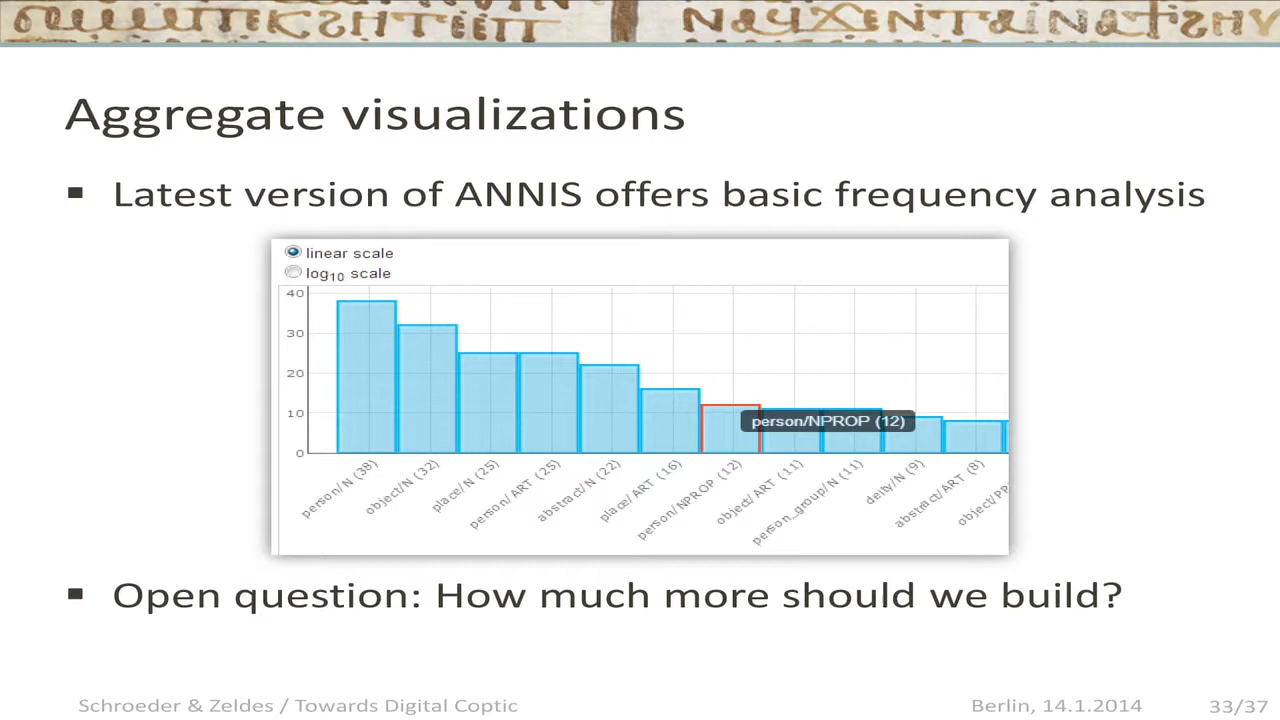 Aggregate visualizations
▪ Latest version of ANNIS offers basic frequency analysis
linear scale
log10 scale
40
30
20
10
0
person/NPROP (12)
person/N (38)
object/N (32)
place/N (25)
person/ART (25)
abstract/N (22)
place/ART (16)
person/NPROP (12)
object/ART (11)
person_group/N (11)
deity/N (9)
abstract/ART (8)
object/PP
▪ Open question: How much more should we build?
Schroeder & Zeldes / Towards Digital Coptic
Berlin, 14.1.2014
33/37